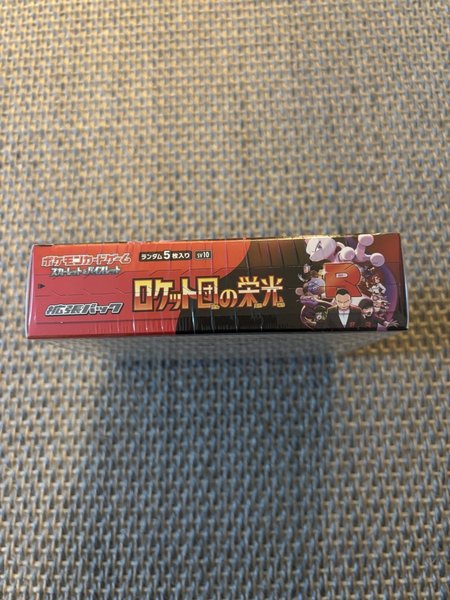 ポケモンカードゲーム
スカーレット&バイオレット
拡張パック
ランダム5枚入り sv10
ロケット団の栄光
R